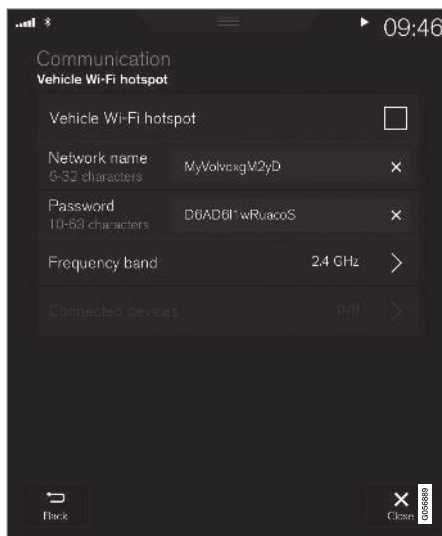 09:46
Communication
Vehicle Wi-Fi hotspot
Vehicle Wi-Fi hotspot
Network name
6-32 characters
MyVolvoxgM2yD
Password
10-63 characters
D6AD6l1wRuacoS
Frequency band
2.4 GHz
Connected devices
Back
Close
G056889